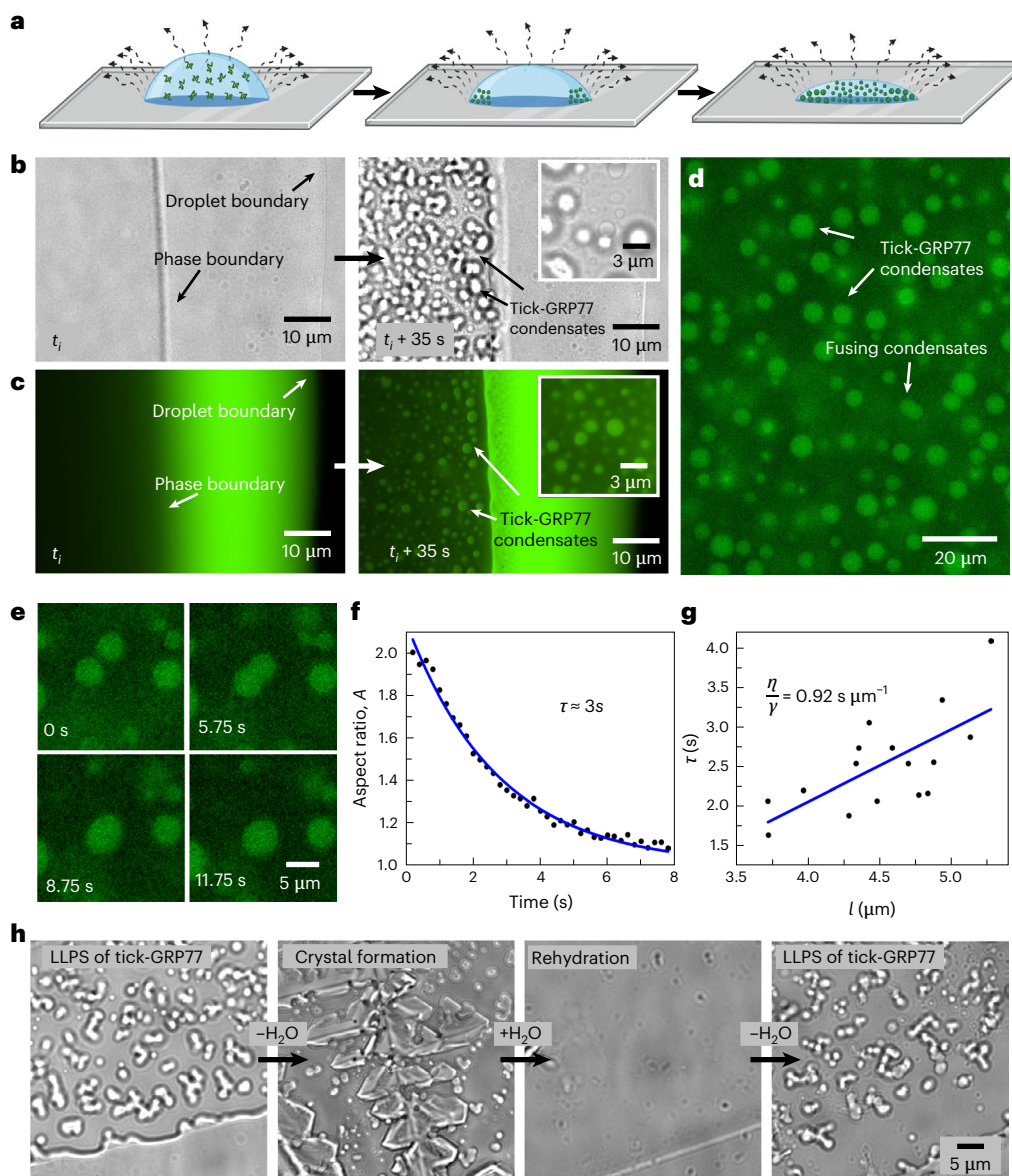 a
b
Droplet boundary
Phase boundary
10 µm
t_i
3 µm
Tick-GRP77
condensates
t_i + 35 s
10 µm
c
Droplet boundary
Phase boundary
10 µm
t_i
3 µm
Tick-GRP77
condensates
t_i + 35 s
10 µm
d
Tick-GRP77
condensates
Fusing condensates
20 µm
e
0 s
5.75 s
8.75 s
11.75 s
5 µm
f
Aspect ratio, A
2.0
1.8
1.6
1.4
1.2
1.0
τ ≈ 3s
0 2 4 6 8
Time (s)
g
τ (s)
4.0
3.5
3.0
2.5
2.0
1.5
η/γ = 0.92 s µm⁻¹
3.5 4.0 4.5 5.0
l (µm)
h
LLPS of tick-GRP77
−H₂O
Crystal formation
+H₂O
Rehydration
−H₂O
LLPS of tick-GRP77
5 µm